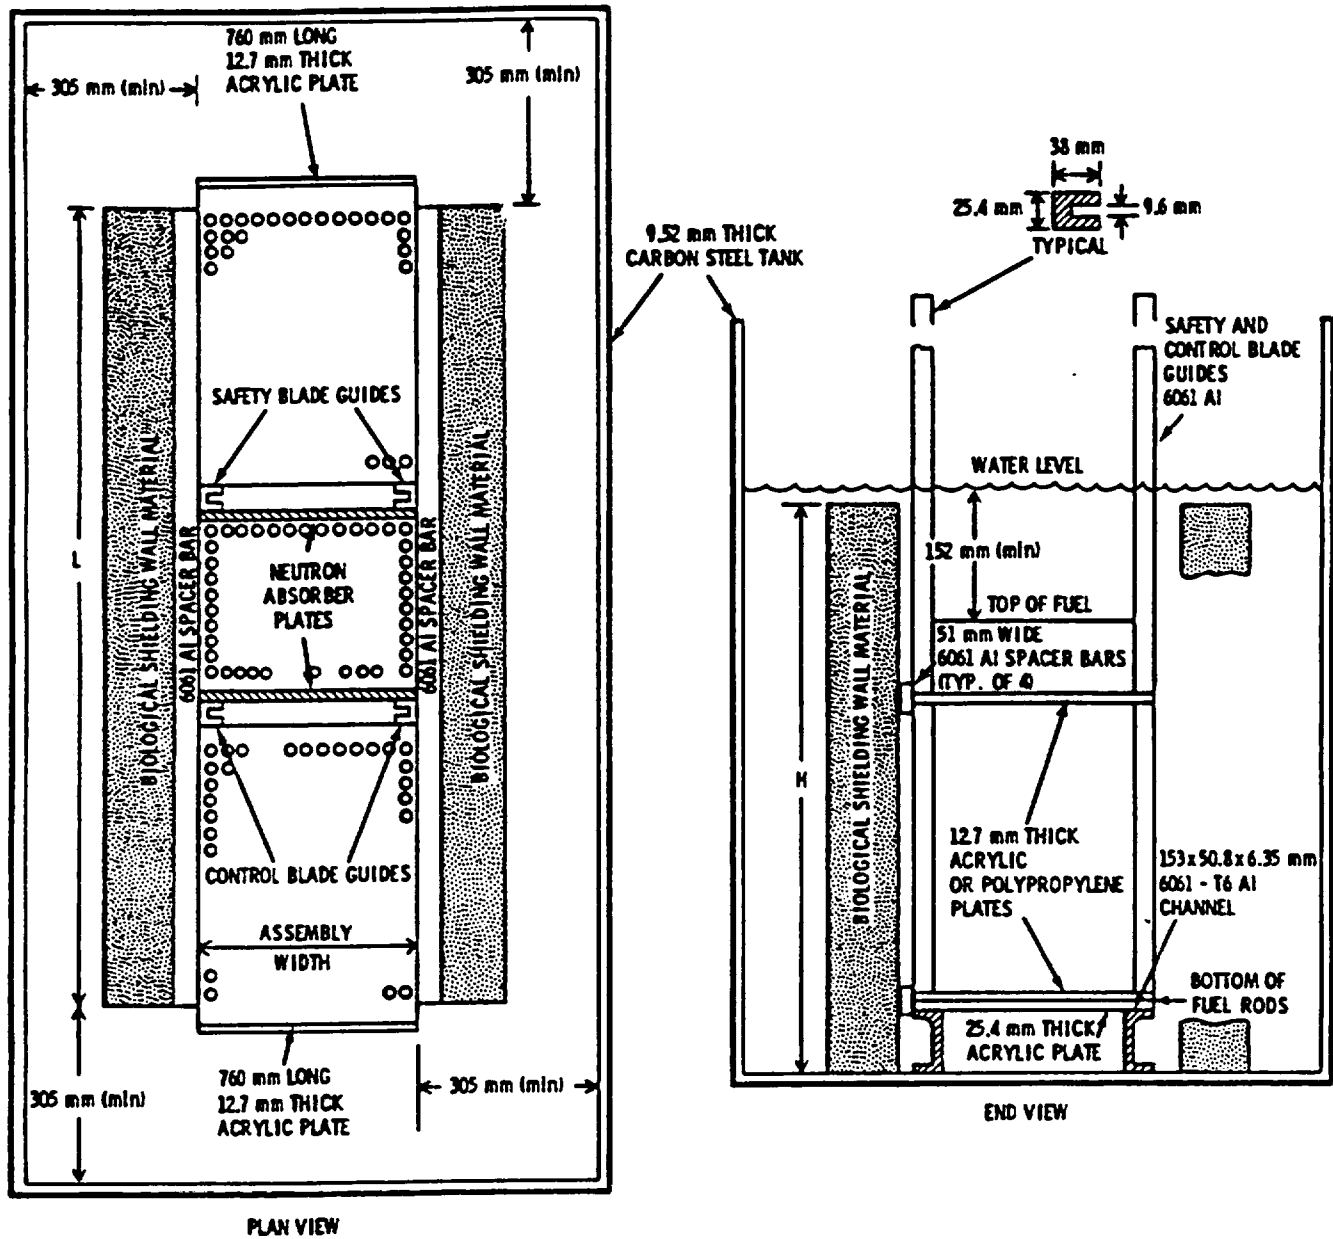 760 mm LONG
12.7 mm THICK
ACRYLIC PLATE
305 mm (min)
305 mm (min)
SAFETY BLADE GUIDES
BIOLOGICAL SHIELDING WALL MATERIAL
6061 Al SPACER BAR
NEUTRON
ABSORBER
PLATES
6061 Al SPACER BAR
BIOLOGICAL SHIELDING WALL MATERIAL
L
CONTROL BLADE GUIDES
ASSEMBLY
WIDTH
760 mm LONG
12.7 mm THICK
ACRYLIC PLATE
305 mm (min)
305 mm (min)
PLAN VIEW
9.52 mm THICK
CARBON STEEL TANK
38 mm
25.4 mm
9.6 mm
TYPICAL
SAFETY AND
CONTROL BLADE
GUIDES
6061 Al
WATER LEVEL
152 mm (min)
TOP OF FUEL
51 mm WIDE
6061 Al SPACER BARS
(TYP. OF 4)
BIOLOGICAL SHIELDING WALL MATERIAL
H
12.7 mm THICK
ACRYLIC
OR POLYPROPYLENE
PLATES
153x50.8x6.35 mm
6061 - T6 Al
CHANNEL
BOTTOM OF
FUEL RODS
25.4 mm THICK
ACRYLIC PLATE
END VIEW